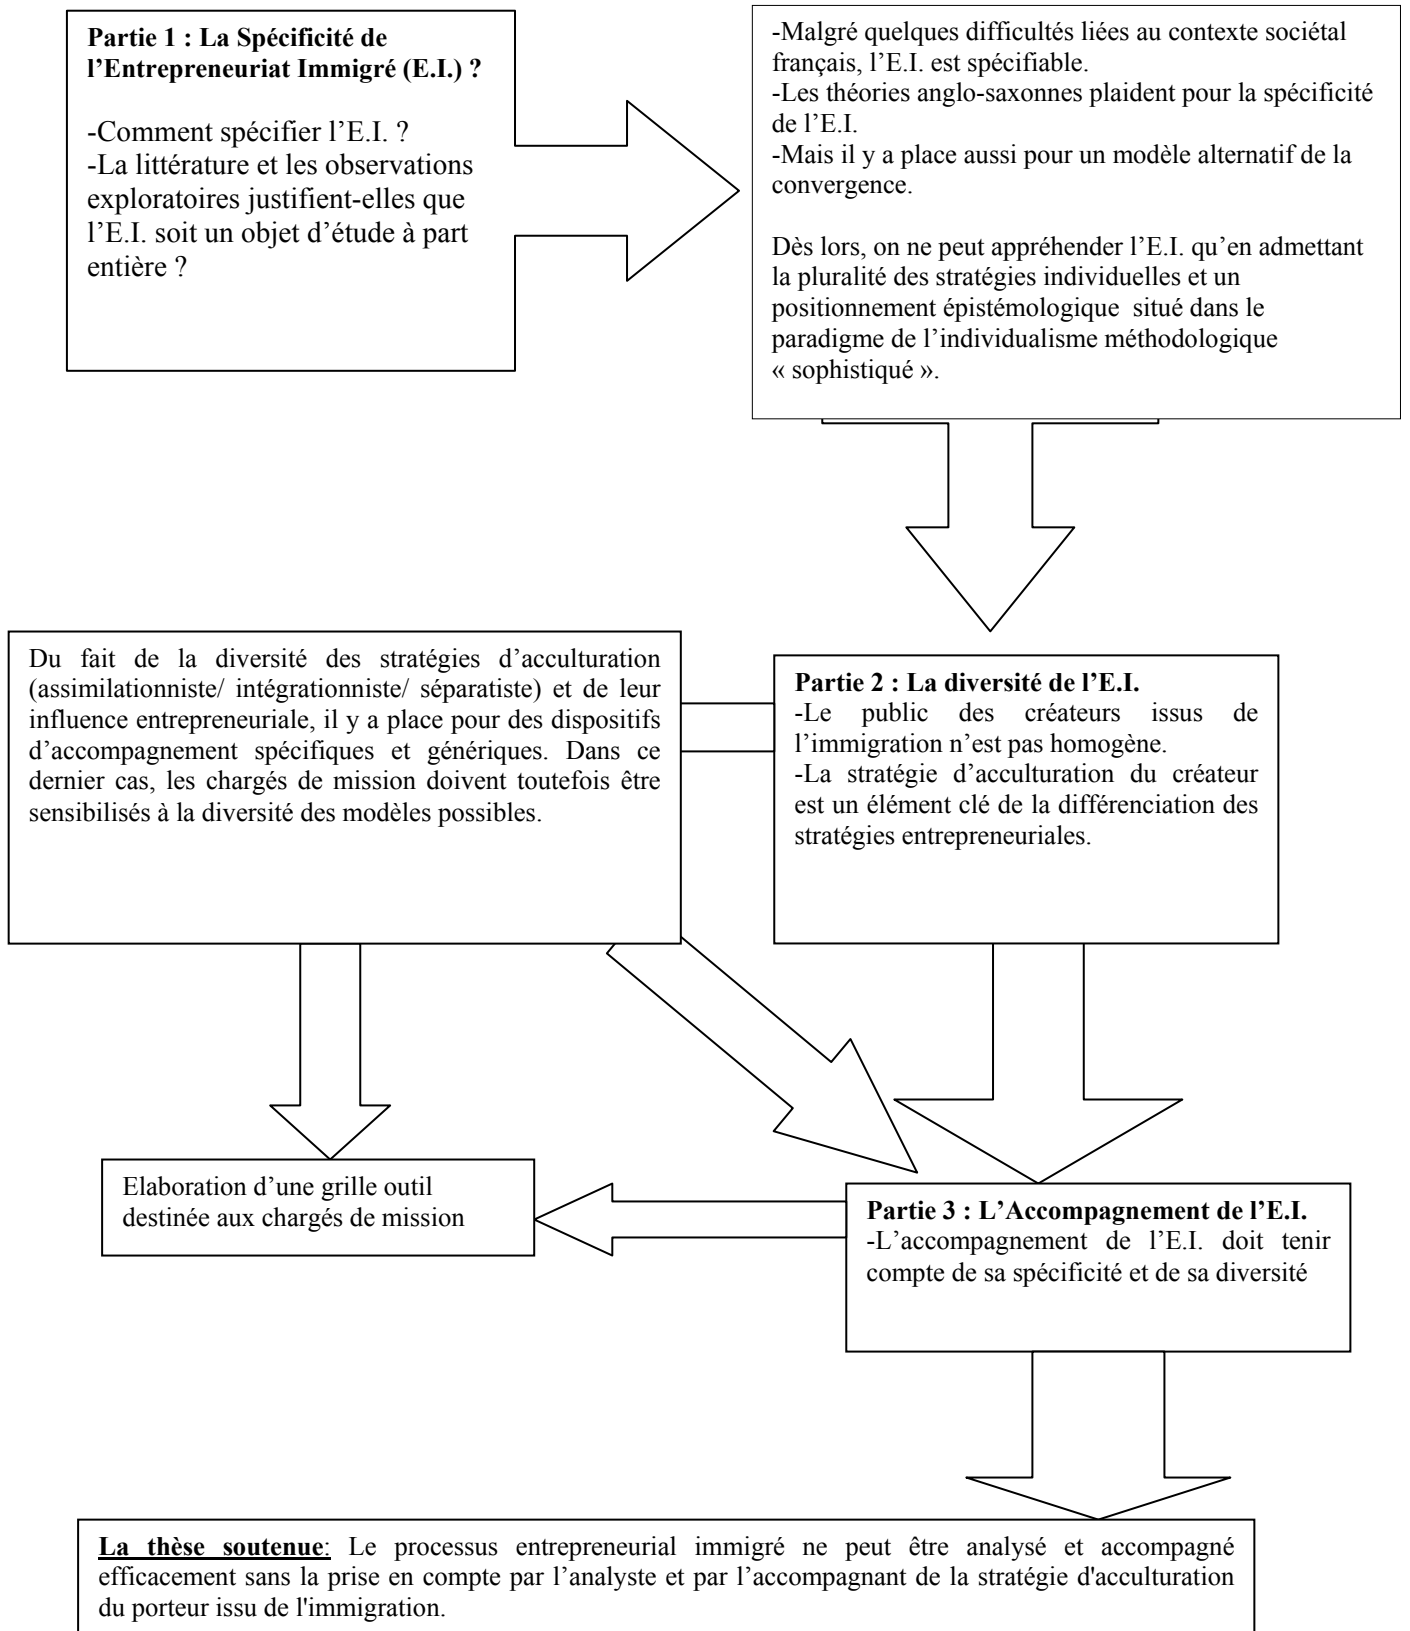 Partie 1 : La Spécificité de
l’Entrepreneuriat Immigré (E.I.) ?
-Comment spécifier l’E.I. ?
-La littérature et les observations
exploratoires justifient-elles que
l’E.I. soit un objet d’étude à part
entière ?
-Malgré quelques difficultés liées au contexte sociétal
français, l’E.I. est spécifiable.
-Les théories anglo-saxonnes plaident pour la spécificité
de l’E.I.
-Mais il y a place aussi pour un modèle alternatif de la
convergence.
Dès lors, on ne peut appréhender l’E.I. qu’en admettant
la pluralité des stratégies individuelles et un
positionnement épistémologique situé dans le
paradigme de l’individualisme méthodologique
« sophistiqué ».
Du fait de la diversité des stratégies d’acculturation
(assimilationniste/ intégrationniste/ séparatiste) et de leur
influence entrepreneuriale, il y a place pour des dispositifs
d’accompagnement spécifiques et génériques. Dans ce
dernier cas, les chargés de mission doivent toutefois être
sensibilisés à la diversité des modèles possibles.
Partie 2 : La diversité de l’E.I.
-Le public des créateurs issus de
l’immigration n’est pas homogène.
-La stratégie d’acculturation du créateur
est un élément clé de la différenciation des
stratégies entrepreneuriales.
Elaboration d’une grille outil
destinée aux chargés de mission
Partie 3 : L’Accompagnement de l’E.I.
-L’accompagnement de l’E.I. doit tenir
compte de sa spécificité et de sa diversité
La thèse soutenue: Le processus entrepreneurial immigré ne peut être analysé et accompagné
efficacement sans la prise en compte par l’analyste et par l’accompagnant de la stratégie d'acculturation
du porteur issu de l'immigration.